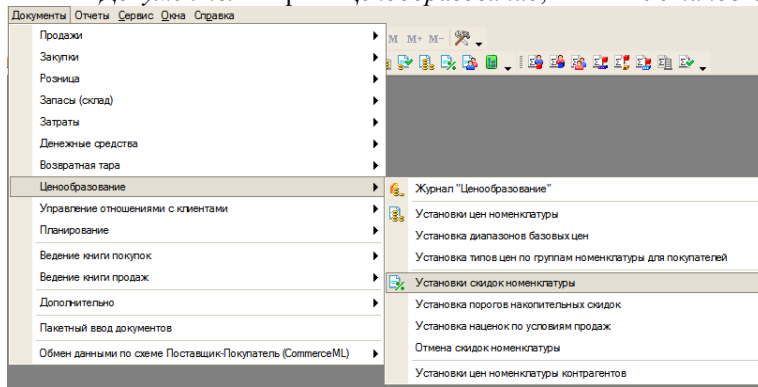 Документы Отчеты Сервис Окна Справка
Продажи
M M+ M-
Закупки
Розница
Запасы (склад)
Затраты
Денежные средства
Возвратная тара
Ценообразование
Журнал "Ценообразование"
Управление отношениями с клиентами
Установки цен номенклатуры
Планирование
Установка диапазонов базовых цен
Установка типов цен по группам номенклатуры для покупателей
Ведение книги покупок
Ведение книги продаж
Установки скидок номенклатуры
Дополнительно
Установка порогов накопительных скидок
Пакетный ввод документов
Установка наценок по условиям продаж
Отмена скидок номенклатуры
Обмен данными по схеме Поставщик-Покупатель (CommerceML)
Установки цен номенклатуры контрагентов